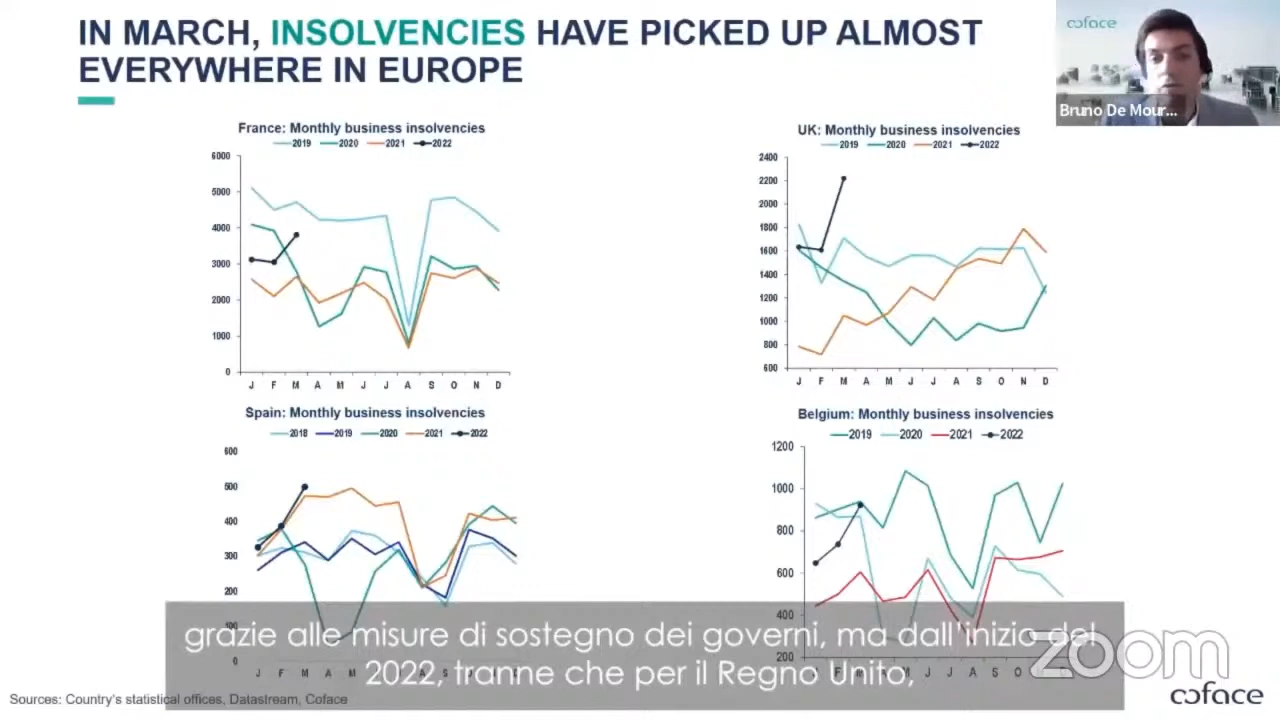 IN MARCH, INSOLVENCIES HAVE PICKED UP ALMOST
EVERYWHERE IN EUROPE
coface
Bruno De Mour...
France: Monthly business insolvencies
2019 2020 2021 2022
6000
5000
4000
3000
2000
1000
0
J F M A M J J A S O N D
UK: Monthly business insolvencies
2019 2020 2021 2022
2400
2200
2000
1800
1600
1400
1200
1000
800
600
J F M A M J J A S O N D
Spain: Monthly business insolvencies
2018 2019 2020 2021 2022
600
500
400
300
200
100
0
J F M A M J J A S O N D
Belgium: Monthly business insolvencies
2019 2020 2021 2022
1200
1000
800
600
400
200
J F M A M J J A S O N D
grazie alle misure di sostegno dei governi, ma dall'inizio del
2022, tranne che per il Regno Unito,
zoom
Sources: Country's statistical offices, Datastream, Coface
coface